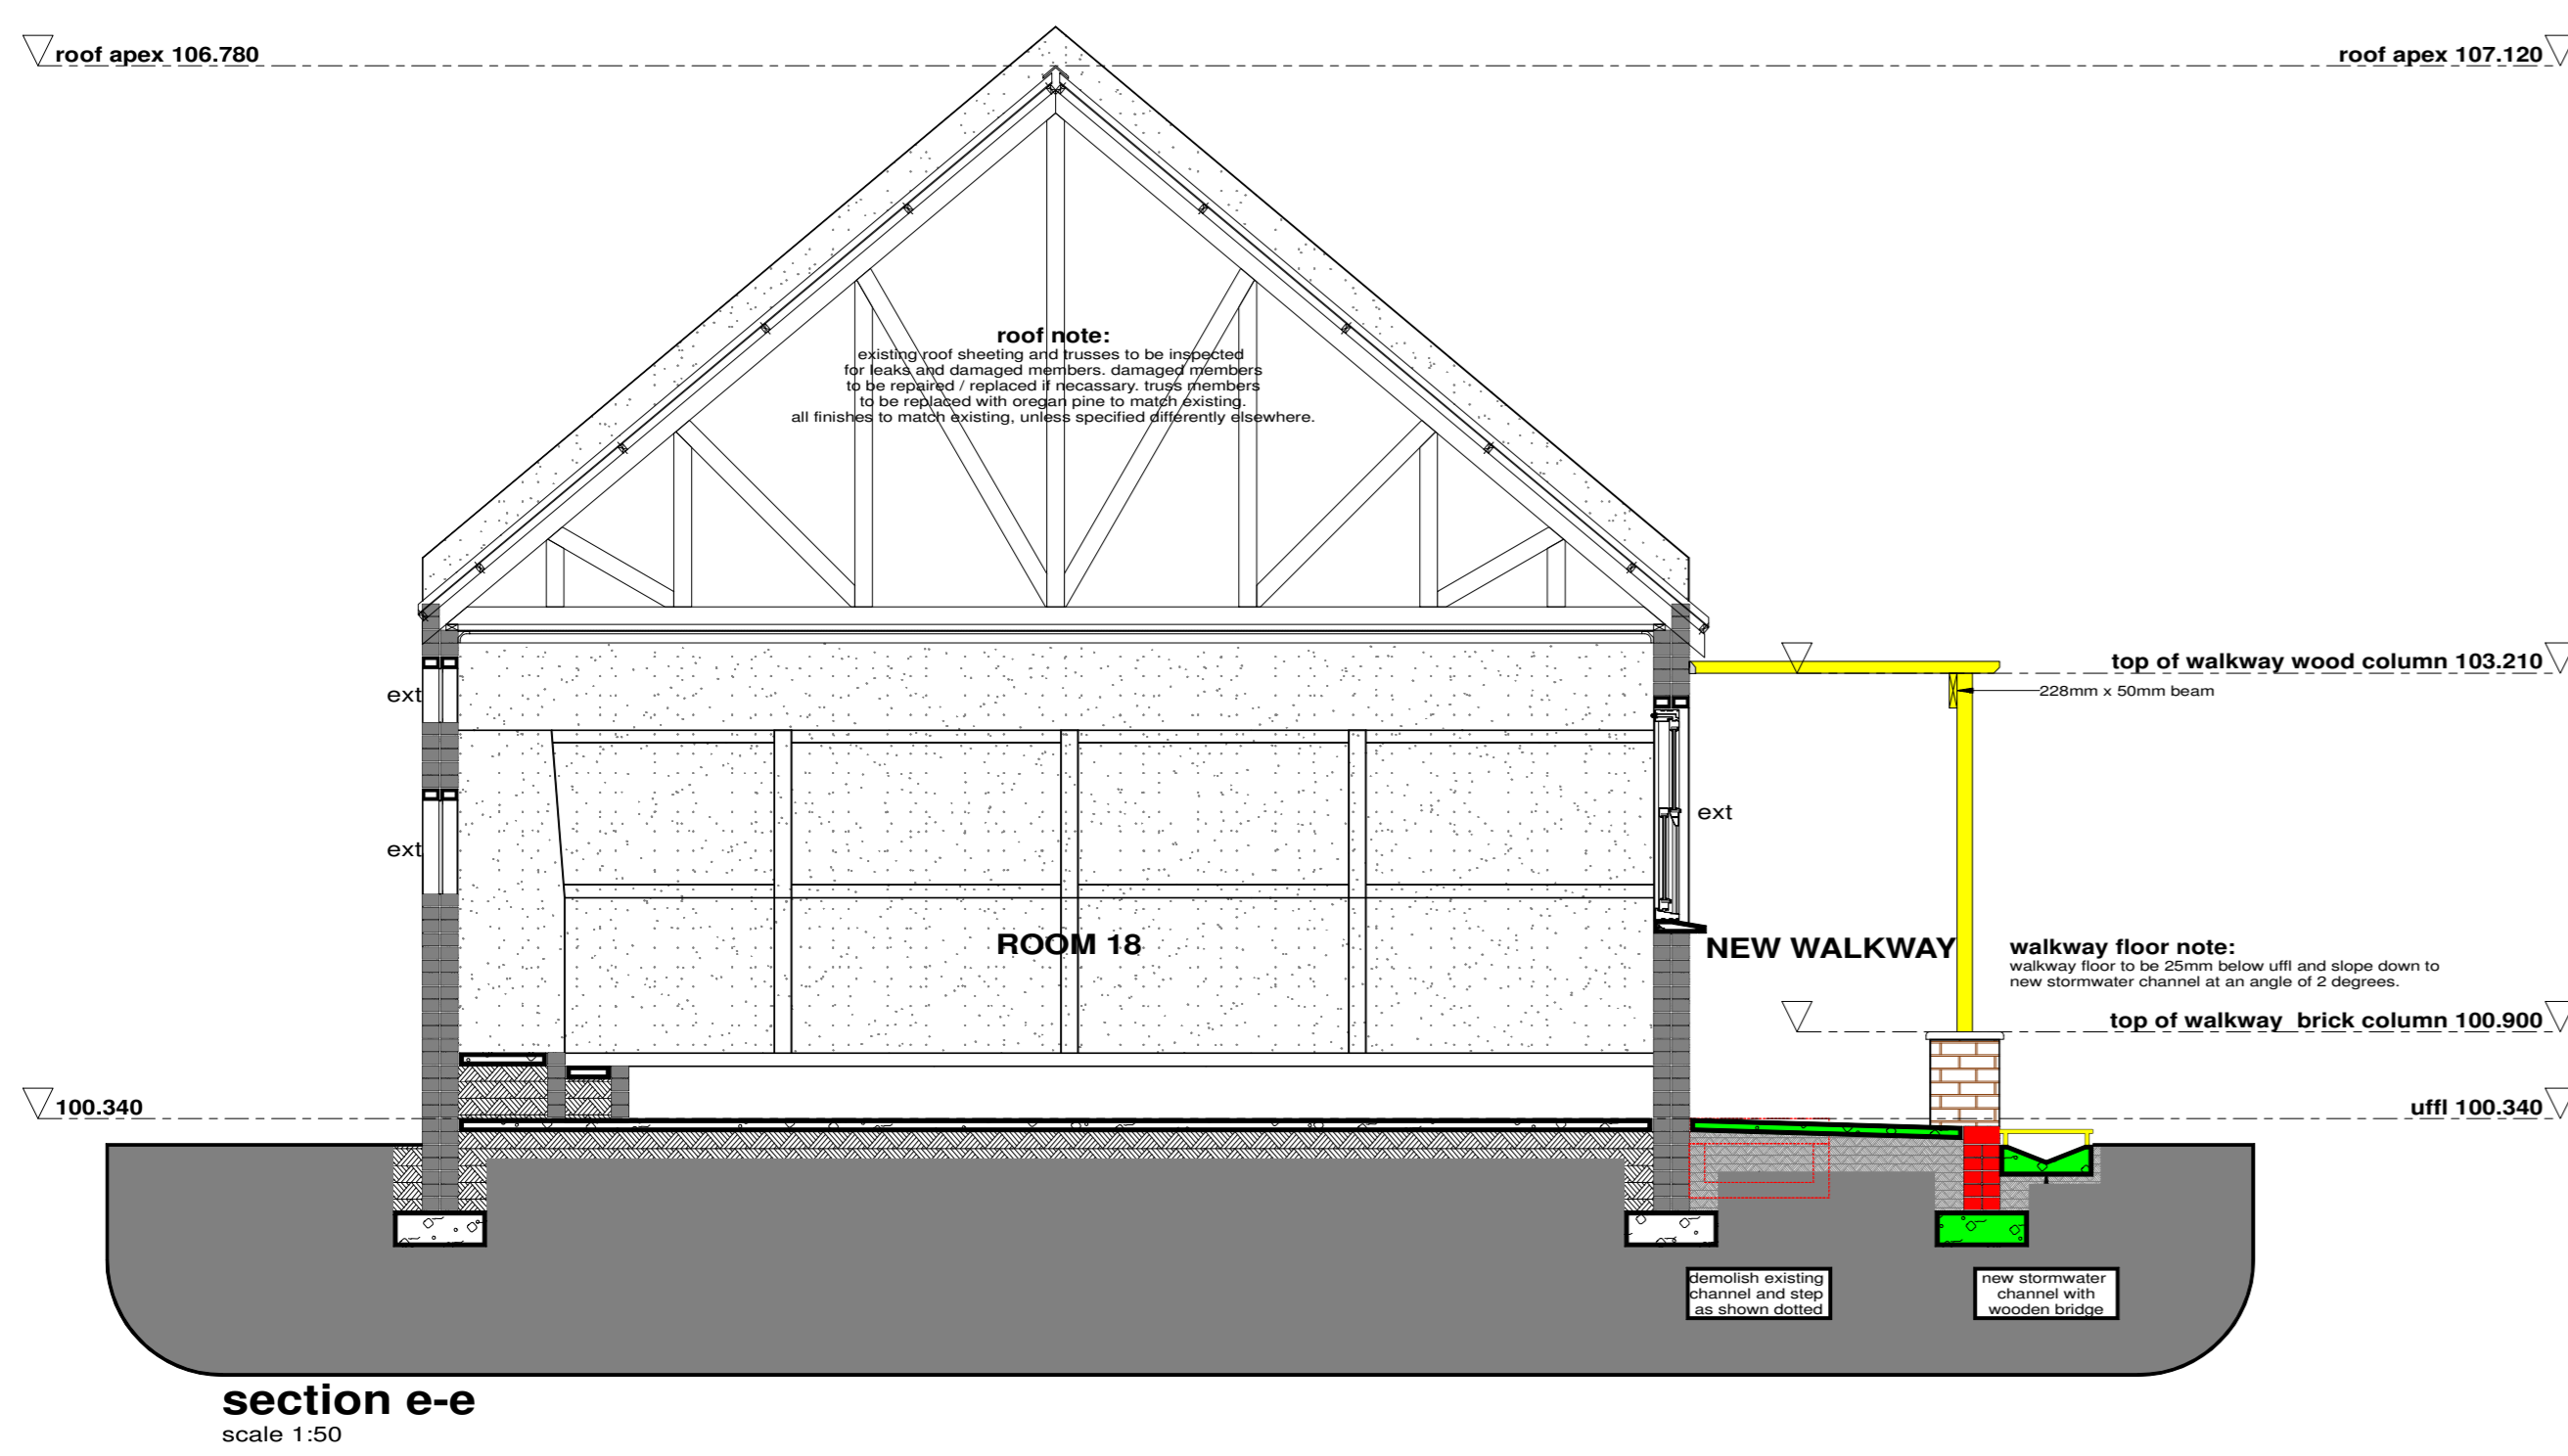 roof apex 106.780
roof apex 107.120
roof note:
existing roof sheeting and trusses to be inspected
for leaks and damaged members. damaged members
to be repaired / replaced if necassary. truss members
to be replaced with oregan pine to match existing.
all finishes to match existing, unless specified differently elsewhere.
top of walkway wood column 103.210
ext
228mm x 50mm beam
ext
ext
ROOM 18
NEW WALKWAY
walkway floor note:
walkway floor to be 25mm below uffl and slope down to
new stormwater channel at an angle of 2 degrees.
top of walkway brick column 100.900
100.340
uffl 100.340
demolish existing
channel and step
as shown dotted
new stormwater
channel with
wooden bridge
section e-e
scale 1:50